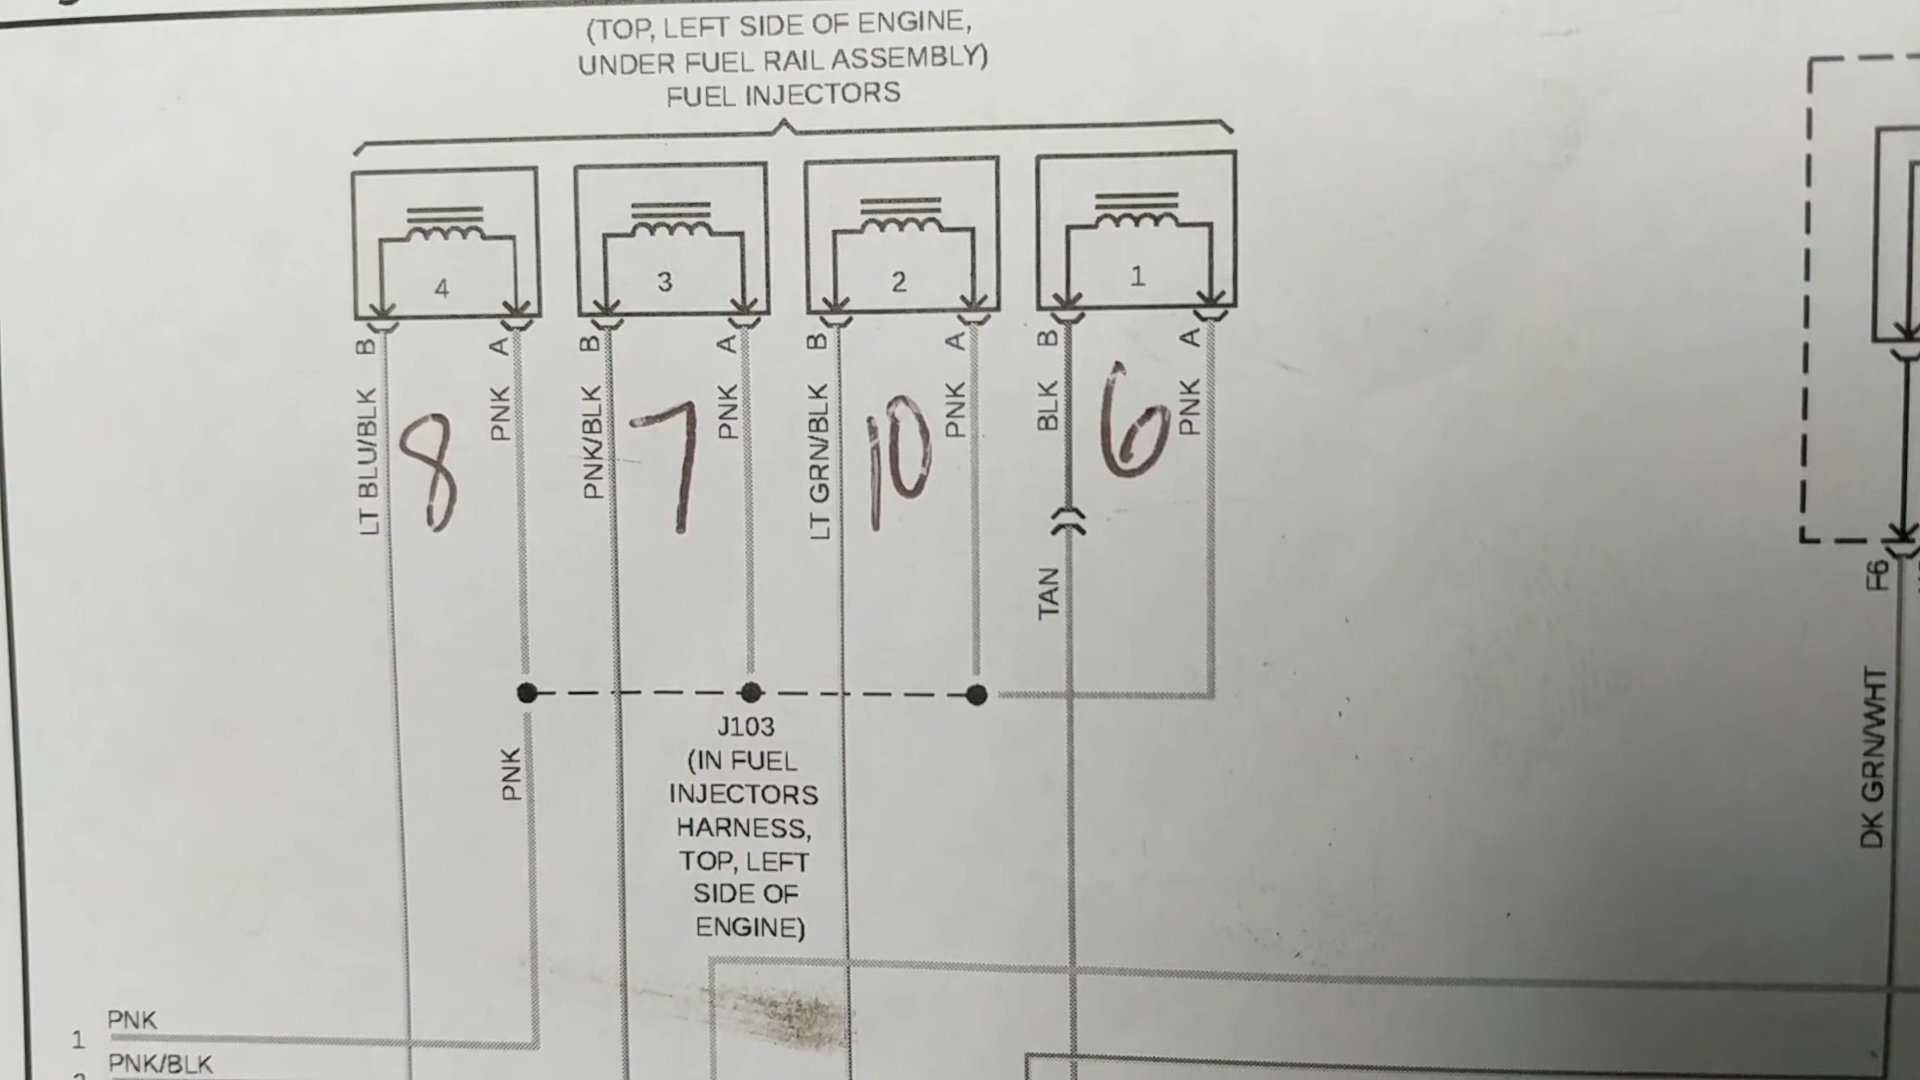 (TOP, LEFT SIDE OF ENGINE,
UNDER FUEL RAIL ASSEMBLY)
FUEL INJECTORS
4
3
2
1
B
A
B
A
B
A
B
A
LT BLU/BLK
8
PNK
PNK/BLK
7
PNK
LT GRN/BLK
10
PNK
BLK
6
PNK
TAN
F6
J103
(IN FUEL
INJECTORS
HARNESS,
TOP, LEFT
SIDE OF
ENGINE)
PNK
DK GRN/WHT
1 PNK
PNK/BLK